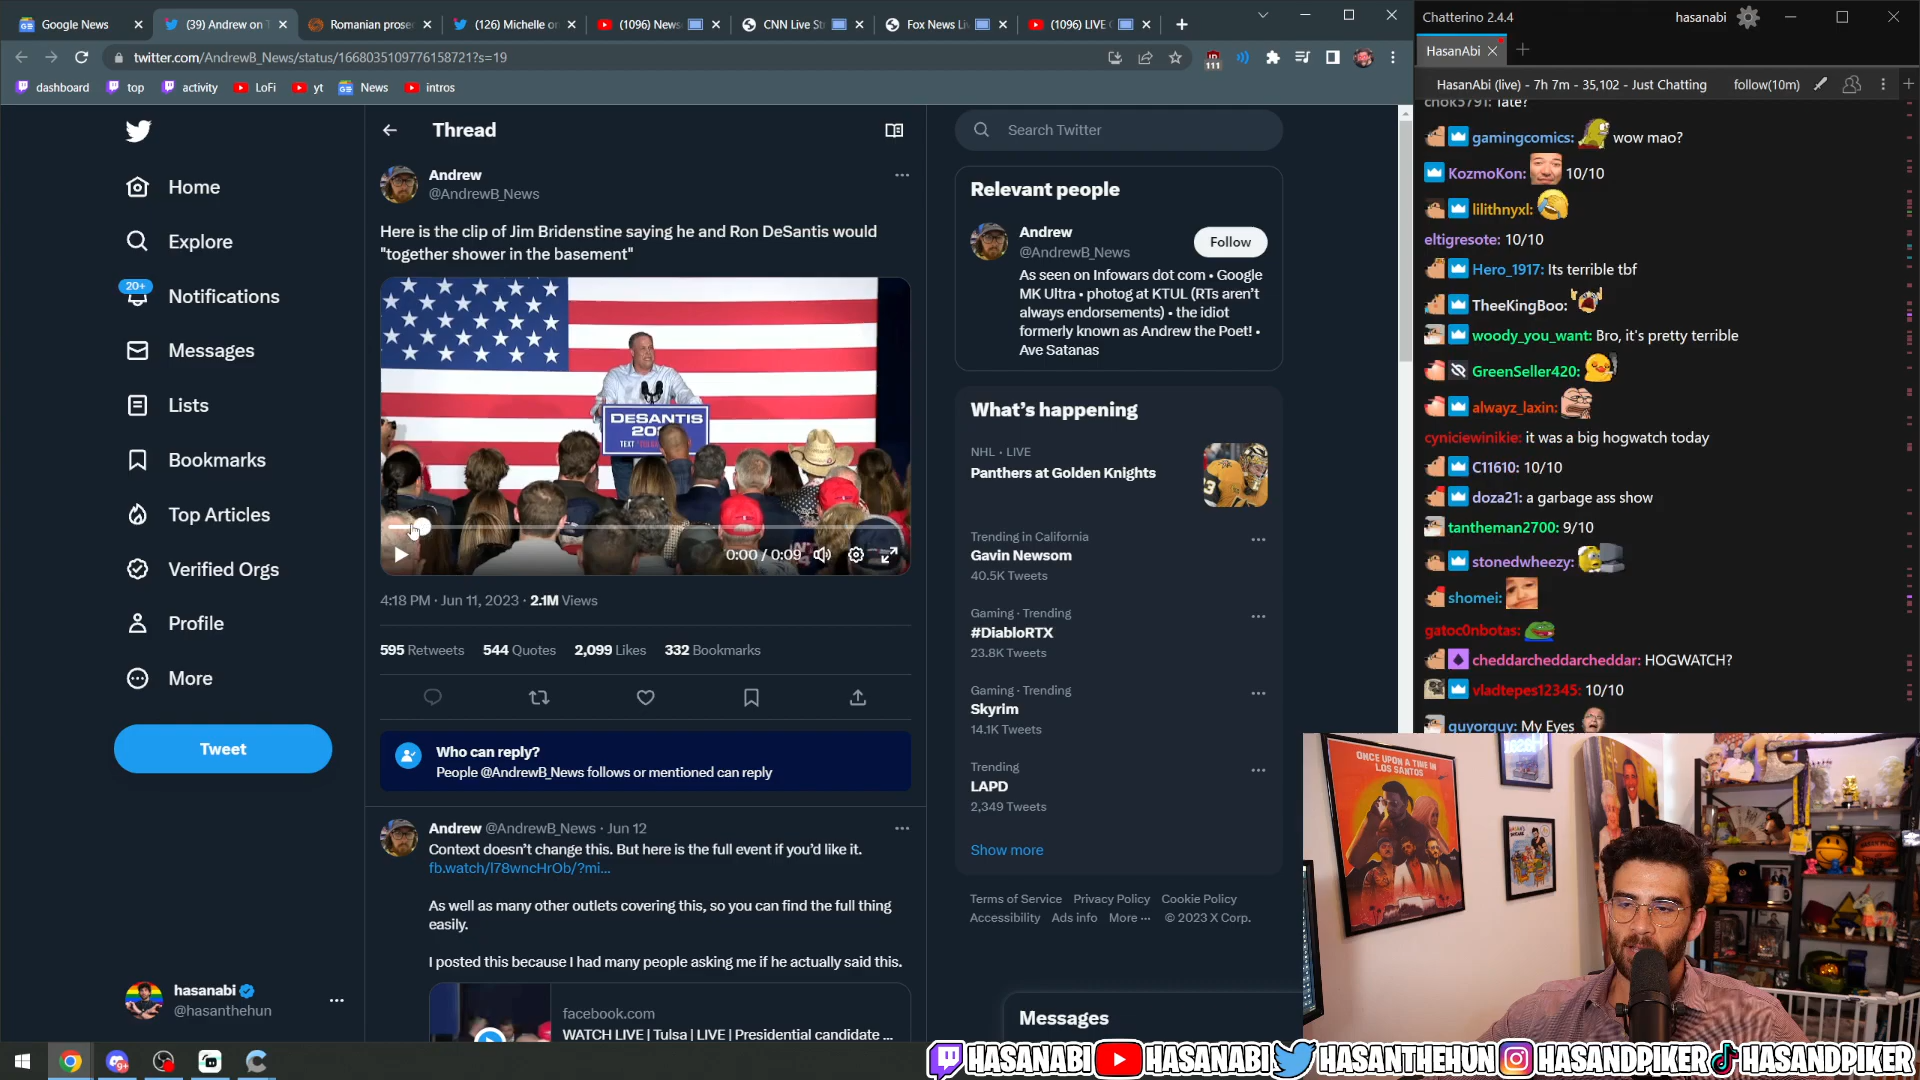 Google News
(39) Andrew on T
Romanian prosec
(126) Michelle on
(1096) News
CNN Live St
Fox News Li
(1096) LIVE
twitter.com/AndrewB_News/status/1668035109776158721?s=19
111
dashboard
top
activity
LoFi
yt
News
intros
Thread
Search Twitter
Home
Explore
20+
Notifications
Messages
Lists
Bookmarks
Top Articles
Verified Orgs
Profile
More
Tweet
hasanabi
@hasanthehun
Andrew
@AndrewB_News
Here is the clip of Jim Bridenstine saying he and Ron DeSantis would
"together shower in the basement"
DESANTIS
TEXT
0:00 / 0:09
4:18 PM · Jun 11, 2023 · 2.1M Views
595 Retweets 544 Quotes 2,099 Likes 332 Bookmarks
Who can reply?
People @AndrewB_News follows or mentioned can reply
Andrew @AndrewB_News · Jun 12
Context doesn't change this. But here is the full event if you'd like it.
fb.watch/l78wncHrOb/?mi...
As well as many other outlets covering this, so you can find the full thing
easily.
I posted this because I had many people asking me if he actually said this.
facebook.com
WATCH LIVE | Tulsa | LIVE | Presidential candidate ...
Relevant people
Andrew
@AndrewB_News
Follow
As seen on Infowars dot com • Google
MK Ultra • photog at KTUL (RTs aren't
always endorsements) • the idiot
formerly known as Andrew the Poet! •
Ave Satanas
What's happening
NHL · LIVE
Panthers at Golden Knights
Trending in California
Gavin Newsom
40.5K Tweets
Gaming · Trending
#DiabloRTX
23.8K Tweets
Gaming · Trending
Skyrim
14.1K Tweets
Trending
LAPD
2,349 Tweets
Show more
Terms of Service Privacy Policy Cookie Policy
Accessibility Ads info More ··· © 2023 X Corp.
Messages
Chatterino 2.4.4
hasanabi
HasanAbi
HasanAbi (live) - 7h 7m - 35,102 - Just Chatting
follow(10m)
chok5791: Tate?
gamingcomics: wow mao?
KozmoKon: 10/10
lilithnyxl:
eltigresote: 10/10
Hero_1917: Its terrible tbf
TheeKingBoo:
woody_you_want: Bro, it's pretty terrible
GreenSeller420:
alwayz_laxin:
cyniciewinikie: it was a big hogwatch today
C11610: 10/10
doza21: a garbage ass show
tantheman2700: 9/10
stonedwheezy:
shomei:
gatoc0nbotas:
cheddarcheddarcheddar: HOGWATCH?
vladtepes12345: 10/10
guyorguy: My Eyes
ONCE UPON A TIME IN
LOS SANTOS
HASANABI HASANABI HASANTHEHUN HASANDPIKER HASANDPIKER